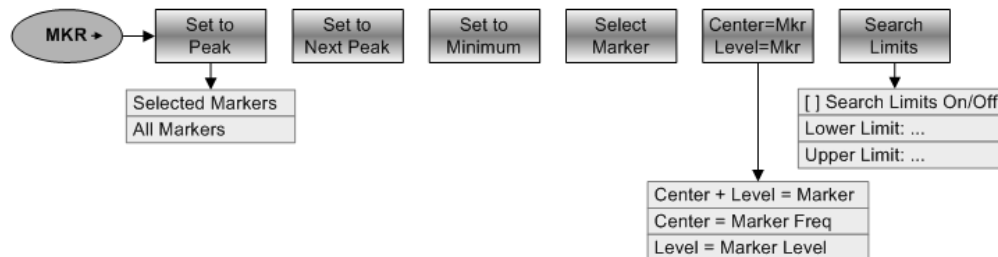 MKR
Set to
Peak
Set to
Next Peak
Set to
Minimum
Select
Marker
Center=Mkr
Level=Mkr
Search
Limits
Selected Markers
All Markers
[ ] Search Limits On/Off
Lower Limit: ...
Upper Limit: ...
Center + Level = Marker
Center = Marker Freq
Level = Marker Level